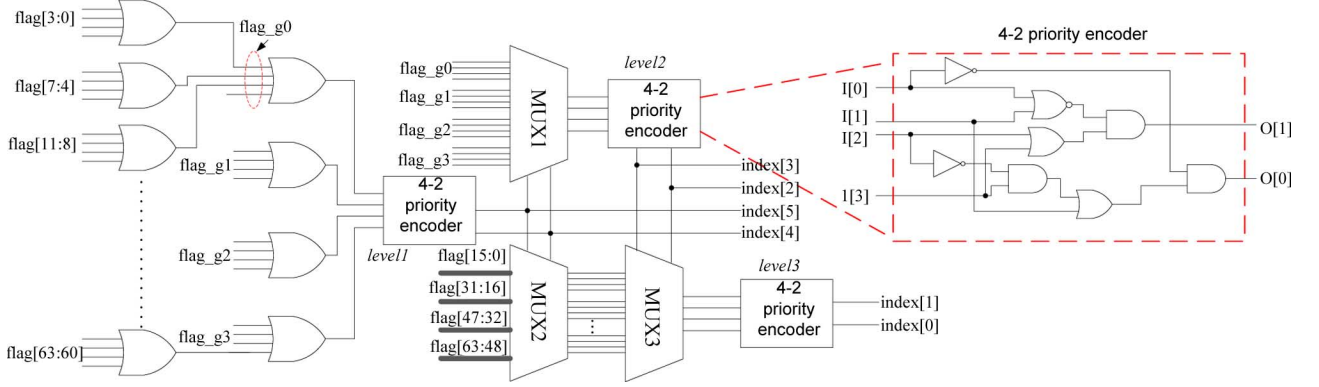 flag[3:0]
flag[7:4]
flag[11:8]
flag[63:60]
flag_g0
flag_g1
flag_g2
flag_g3
4-2
priority
encoder
level1
flag_g0
flag_g1
flag_g2
flag_g3
MUX1
level2
4-2
priority
encoder
index[3]
index[2]
index[5]
index[4]
flag[15:0]
flag[31:16]
flag[47:32]
flag[63:48]
MUX2
MUX3
level3
4-2
priority
encoder
index[1]
index[0]
4-2 priority encoder
I[0]
I[1]
I[2]
I[3]
O[1]
O[0]